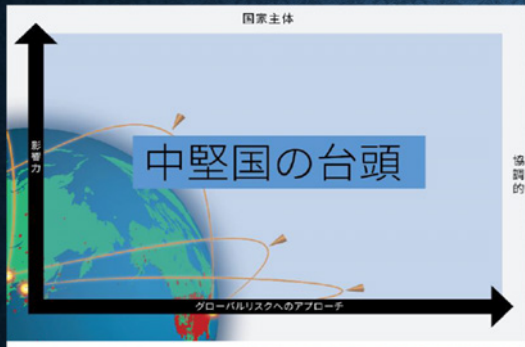 国家主体
影響力
中堅国の台頭
協調的
グローバルリスクへのアプローチ